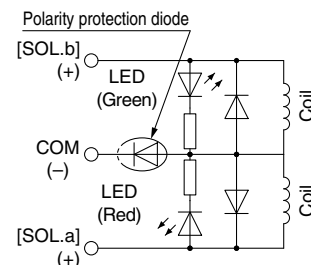 Polarity protection diode
[SOL.b]
(+)
LED
(Green)
Coil
COM
(–)
LED
(Red)
Coil
[SOL.a]
(+)